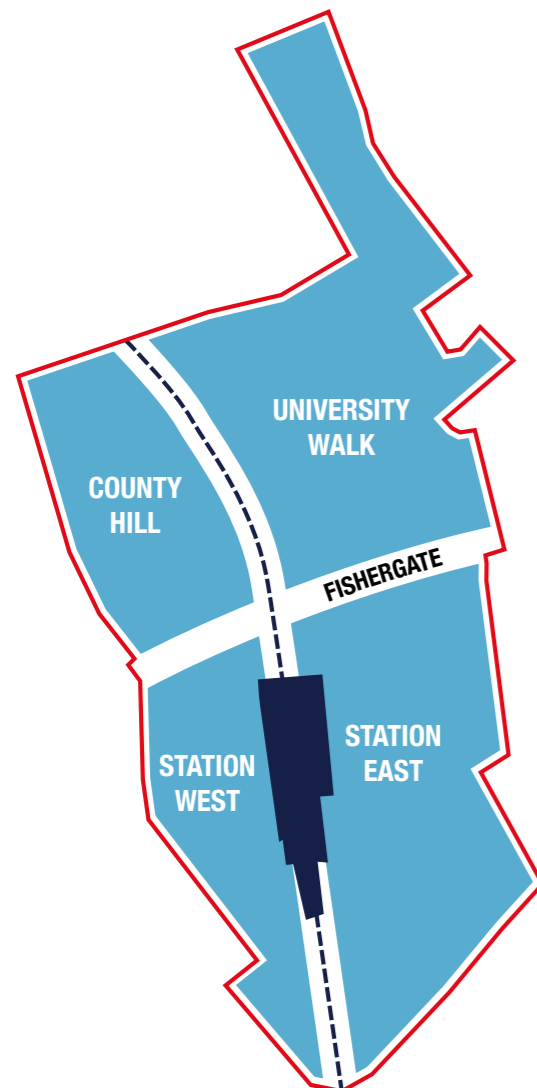 UNIVERSITY
WALK
COUNTY
HILL
FISHERGATE
STATION
EAST
STATION
WEST